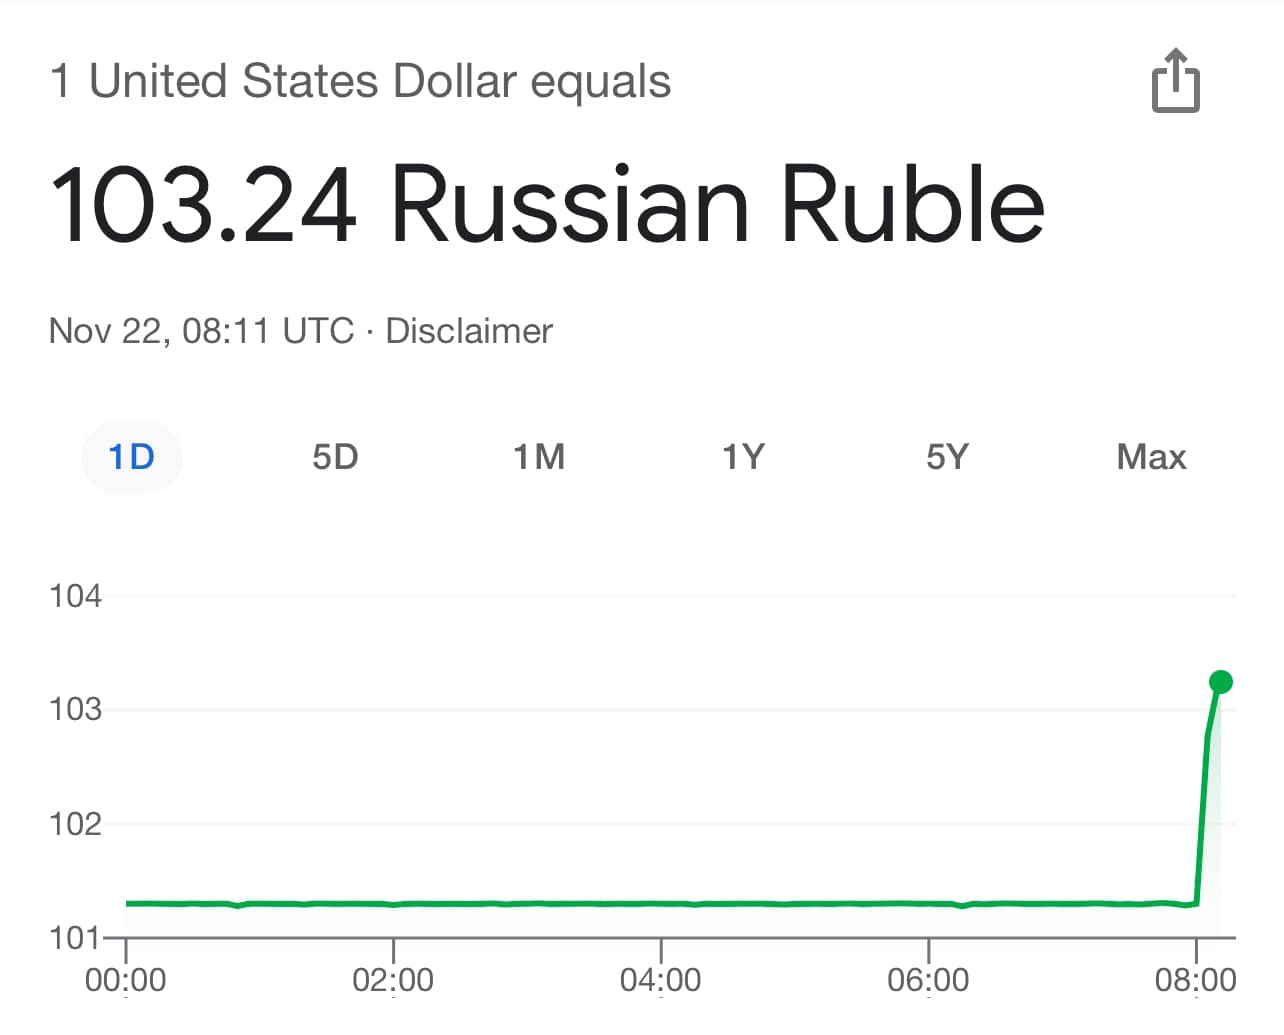 1 United States Dollar equals
103.24 Russian Ruble
Nov 22, 08:11 UTC · Disclaimer
1D 5D 1M 1Y 5Y Max
104
103
102
101
00:00 02:00 04:00 06:00 08:00